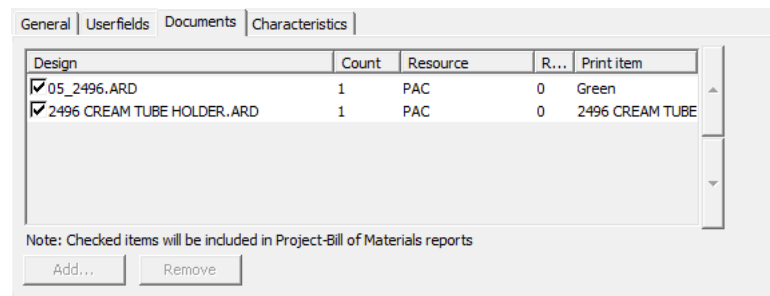 General Userfields Documents Characteristics
Design Count Resource R... Print item
05_2496.ARD 1 PAC 0 Green
2496 CREAM TUBE HOLDER.ARD 1 PAC 0 2496 CREAM TUBE
Note: Checked items will be included in Project-Bill of Materials reports
Add... Remove